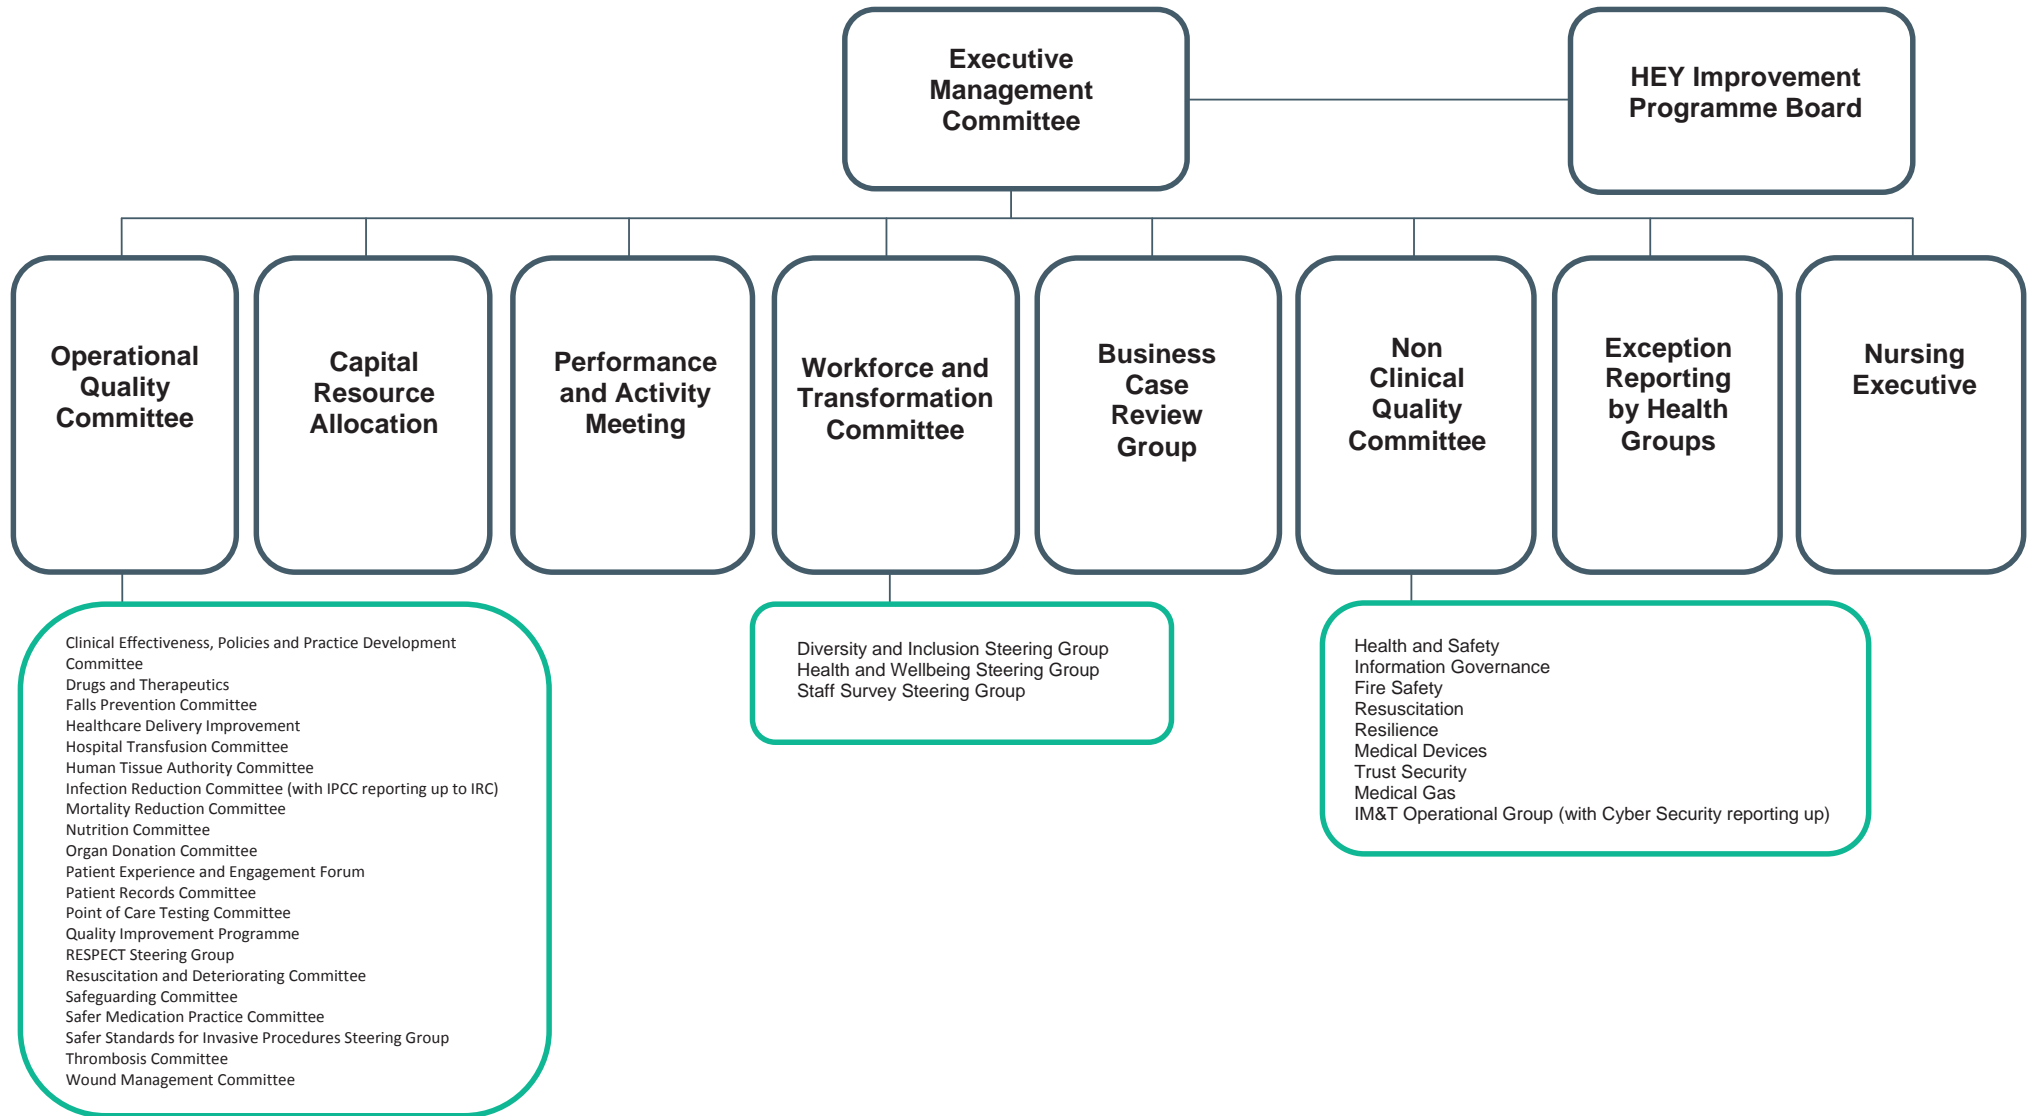 Executive
Management
Committee
HEY Improvement
Programme Board
Operational
Quality
Committee
Capital
Resource
Allocation
Performance
and Activity
Meeting
Workforce and
Transformation
Committee
Business
Case
Review
Group
Non
Clinical
Quality
Committee
Exception
Reporting
by Health
Groups
Nursing
Executive
Clinical Effectiveness, Policies and Practice Development
Committee
Drugs and Therapeutics
Falls Prevention Committee
Healthcare Delivery Improvement
Hospital Transfusion Committee
Human Tissue Authority Committee
Infection Reduction Committee (with IPCC reporting up to IRC)
Mortality Reduction Committee
Nutrition Committee
Organ Donation Committee
Patient Experience and Engagement Forum
Patient Records Committee
Point of Care Testing Committee
Quality Improvement Programme
RESPECT Steering Group
Resuscitation and Deteriorating Committee
Safeguarding Committee
Safer Medication Practice Committee
Safer Standards for Invasive Procedures Steering Group
Thrombosis Committee
Wound Management Committee
Diversity and Inclusion Steering Group
Health and Wellbeing Steering Group
Staff Survey Steering Group
Health and Safety
Information Governance
Fire Safety
Resuscitation
Resilience
Medical Devices
Trust Security
Medical Gas
IM&T Operational Group (with Cyber Security reporting up)